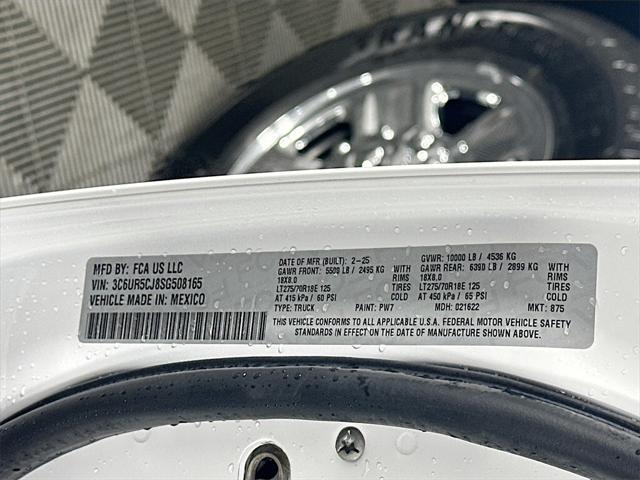 TRANSFO
MFD BY: FCA US LLC
VIN: 3C6UR5CJ8SG508165
VEHICLE MADE IN: MEXICO
DATE OF MFR (BUILT): 2-25
GAWR FRONT: 5500 LB / 2495 KG WITH
18X8.0 RIMS
LT275/70R18E 125 TIRES
AT 415 kPa / 60 PSI COLD
TYPE: TRUCK PAINT: PW7
GVWR: 10000 LB / 4536 KG
GAWR REAR: 6390 LB / 2899 KG WITH
18X8.0 RIMS
LT275/70R18E 125 TIRES
AT 450 kPa / 65 PSI COLD
MDH: 021622 MKT: 875
THIS VEHICLE CONFORMS TO ALL APPLICABLE U.S.A. FEDERAL MOTOR VEHICLE SAFETY
STANDARDS IN EFFECT ON THE DATE OF MANUFACTURE SHOWN ABOVE.